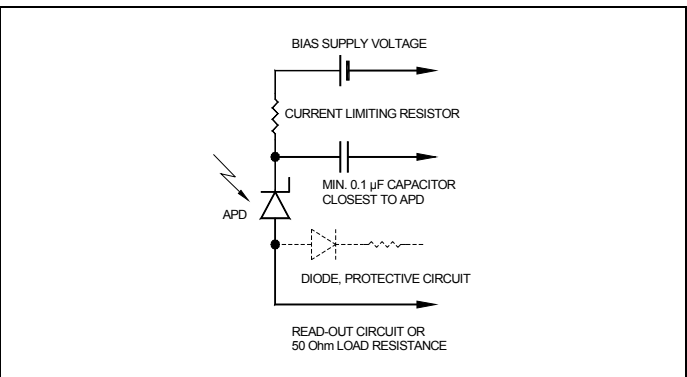 BIAS SUPPLY VOLTAGE
CURRENT LIMITING RESISTOR
MIN. 0.1 µF CAPACITOR
CLOSEST TO APD
APD
DIODE, PROTECTIVE CIRCUIT
READ-OUT CIRCUIT OR
50 Ohm LOAD RESISTANCE